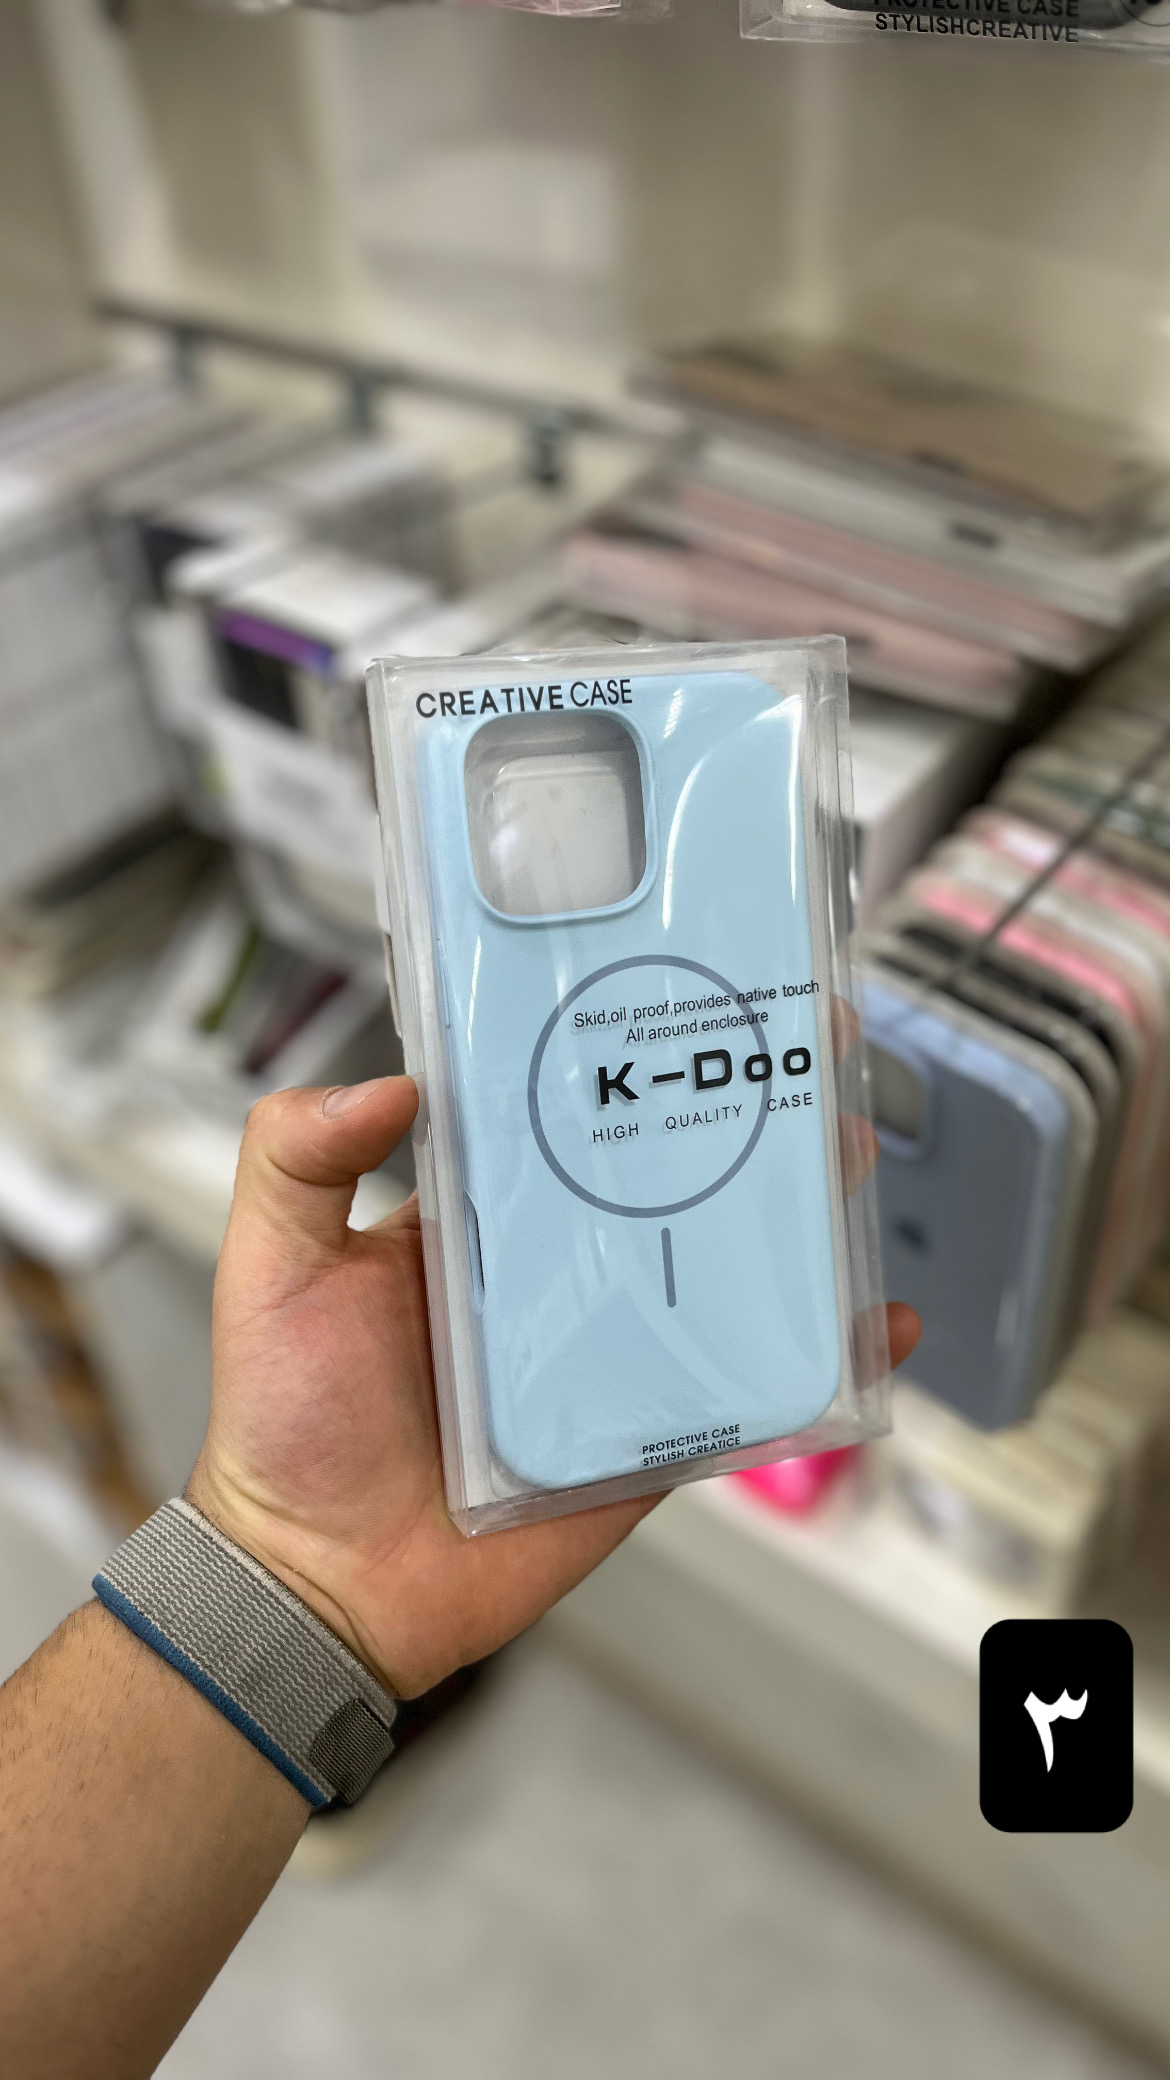 PROTECTIVE CASE
STYLISHCREATIVE
CREATIVE CASE
Skid,oil proof,provides native touch
All around enclosure
K-Doo
HIGH QUALITY CASE
PROTECTIVE CASE
STYLISH CREATICE
٣